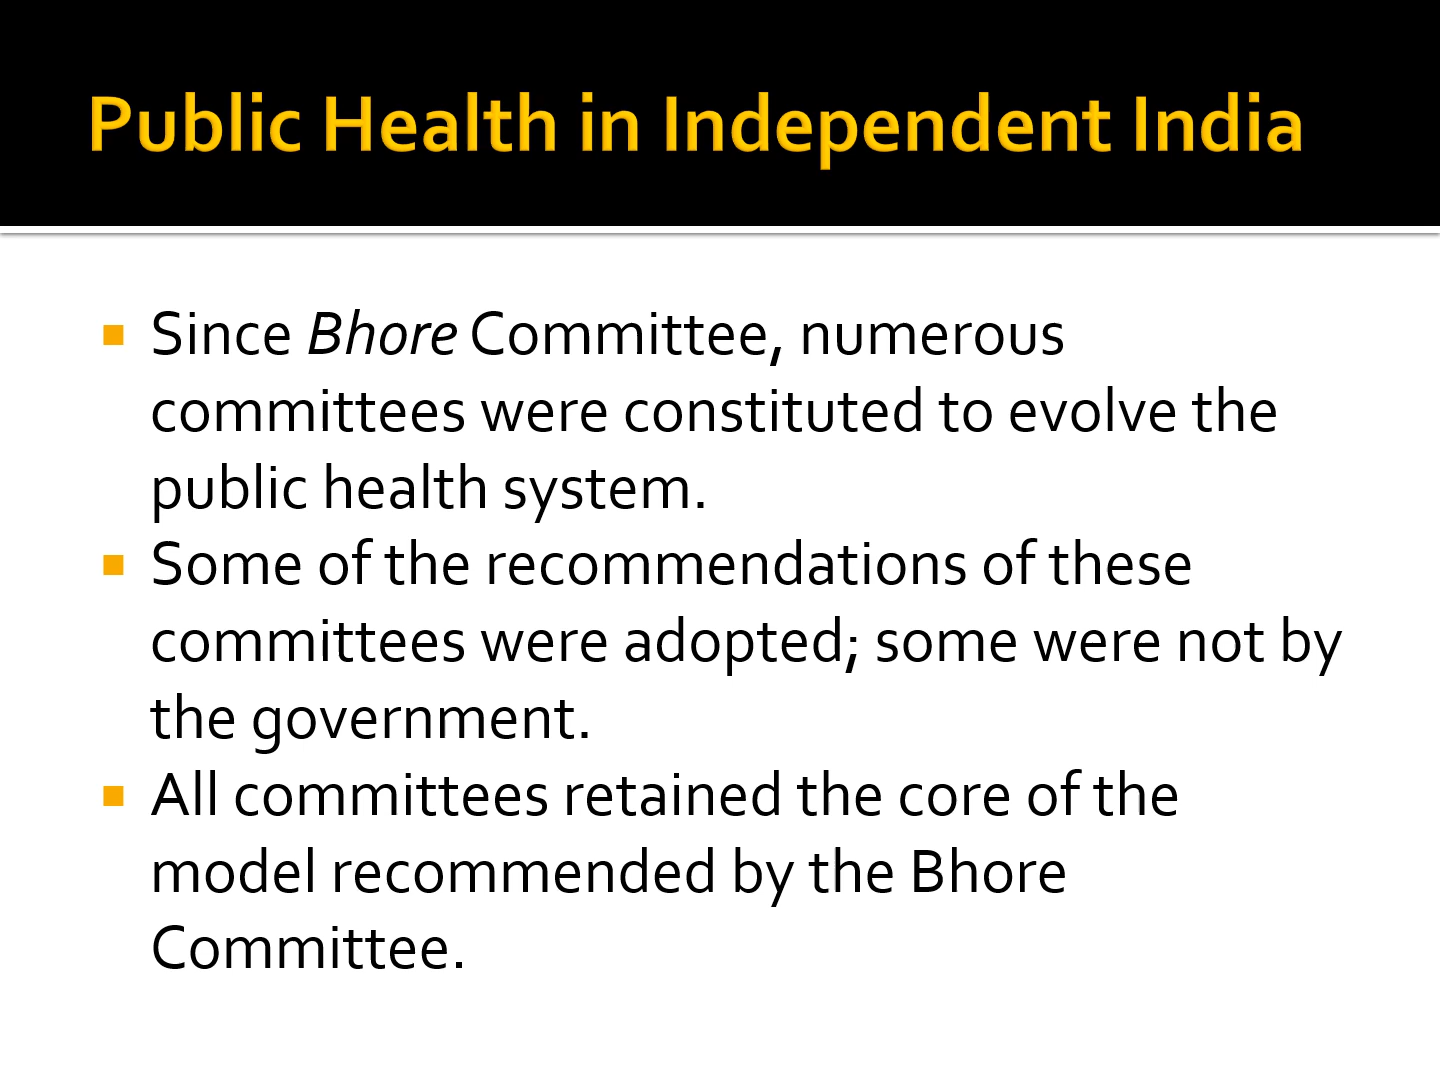 Public Health in Independent India
Since Bhore Committee, numerous
committees were constituted to evolve the
public health system.
Some of the recommendations of these
committees were adopted; some were not by
the government.
All committees retained the core of the
model recommended by the Bhore
Committee.